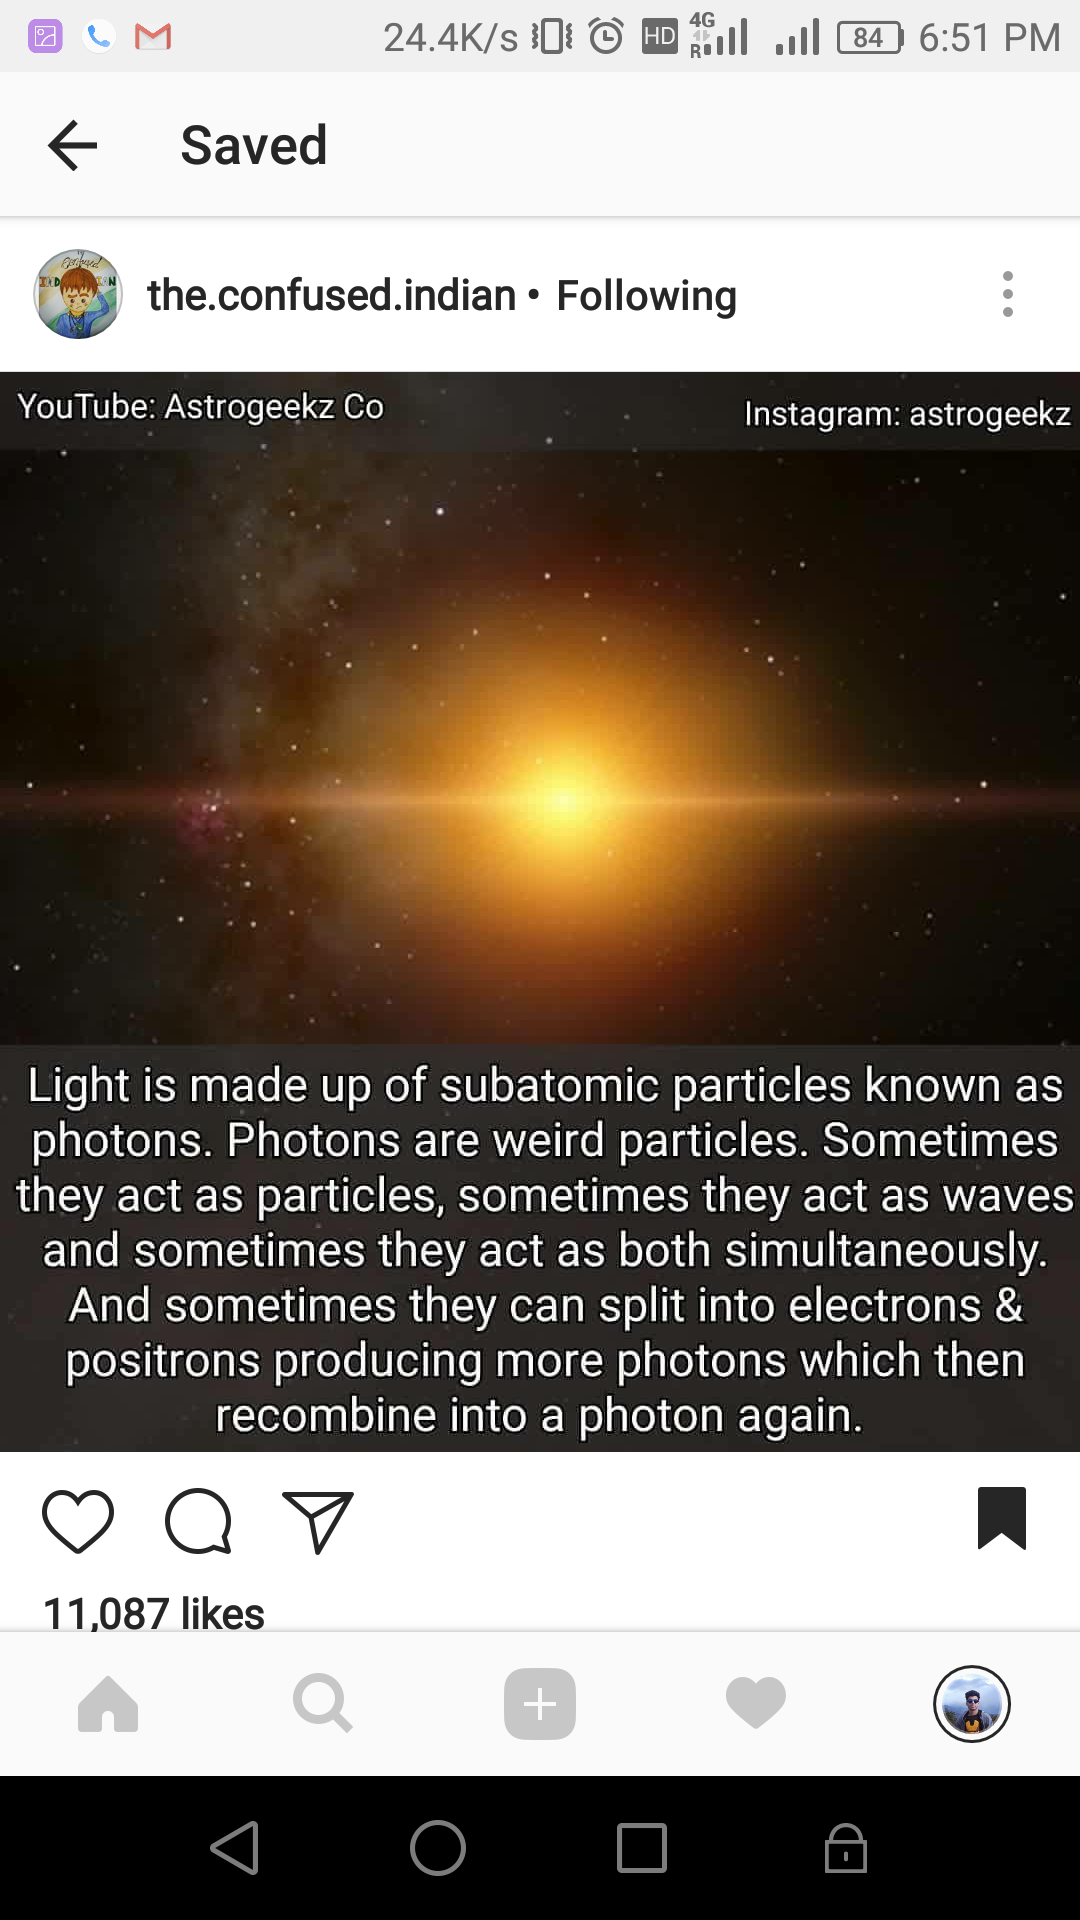 24.4K/s HD 4G R 84 6:51 PM
Saved
the.confused.indian • Following
YouTube: Astrogeekz Co
Instagram: astrogeekz
Light is made up of subatomic particles known as
photons. Photons are weird particles. Sometimes
they act as particles, sometimes they act as waves
and sometimes they act as both simultaneously.
And sometimes they can split into electrons &
positrons producing more photons which then
recombine into a photon again.
11,087 likes